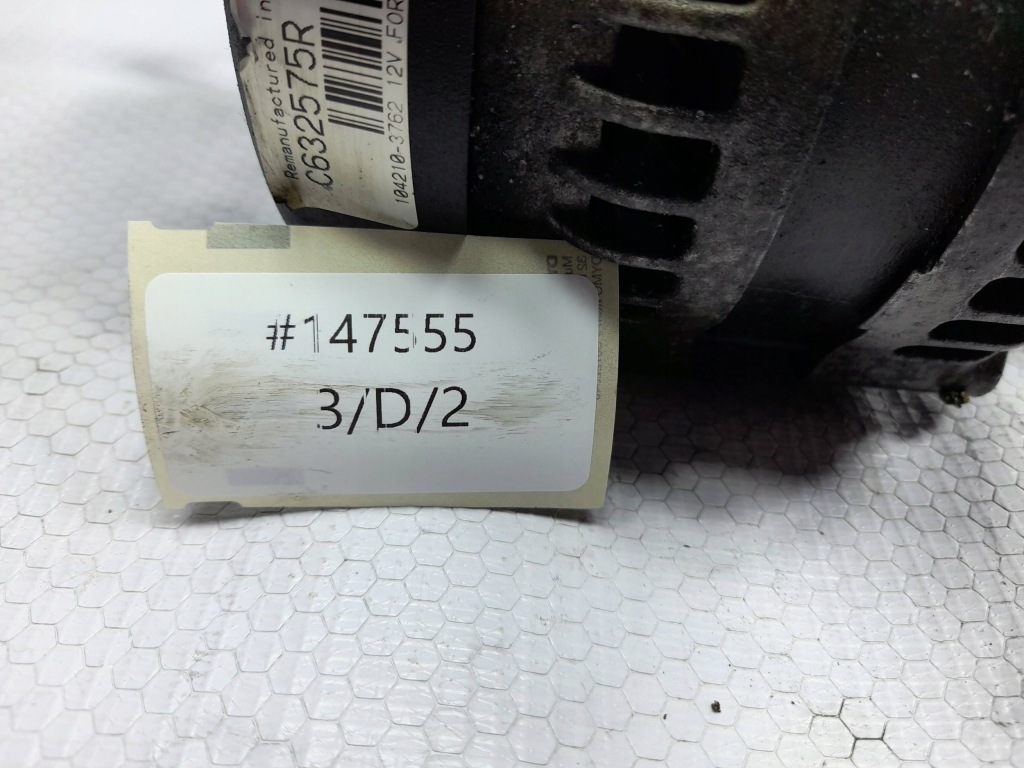 Remanufactured in
C632575R
104210-3762 12V FOR
#147555
3/D/2